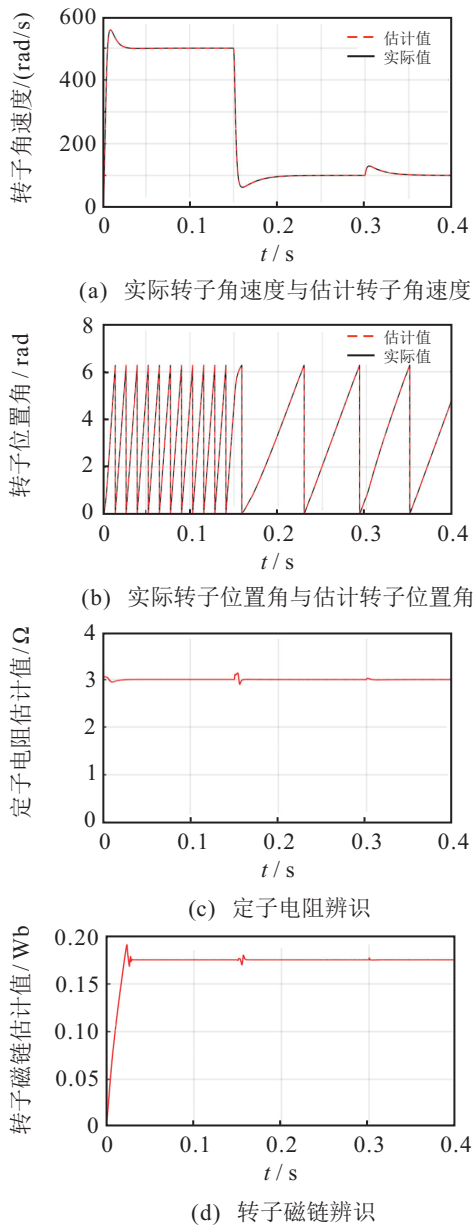 600
400
200
0
转子角速度/(rad/s)
估计值
实际值
0.1
0.2
0.3
0.4
t / s
(a) 实际转子角速度与估计转子角速度
8
6
4
2
0
转子位置角/ rad
估计值
实际值
0
0.1
0.2
0.3
0.4
t / s
(b) 实际转子位置角与估计转子位置角
4
3
2
1
0
定子电阻估计值/Ω
0
0.1
0.2
0.3
0.4
t / s
(c) 定子电阻辨识
0.20
0.15
0.10
0.05
0
转子磁链估计值/ Wb
0
0.1
0.2
0.3
0.4
t / s
(d) 转子磁链辨识